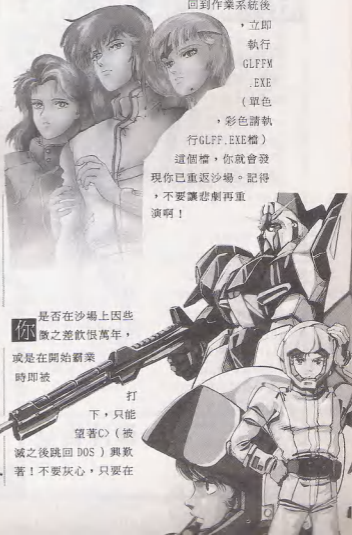 你是否在沙場上因些
微之差飲恨萬年，
或是在開始霸業
時即被
打
下，只能
望著C>（被
滅之後跳回 DOS ）興歎
著！不要灰心，只要在
回到作業系統後
，立即
執行
GLFFM
.EXE
（單色
，彩色請執
行GLFF.EXE檔）
這個檔，你就會發
現你已重返沙場。記得
，不要讓悲劇再重
演啊！